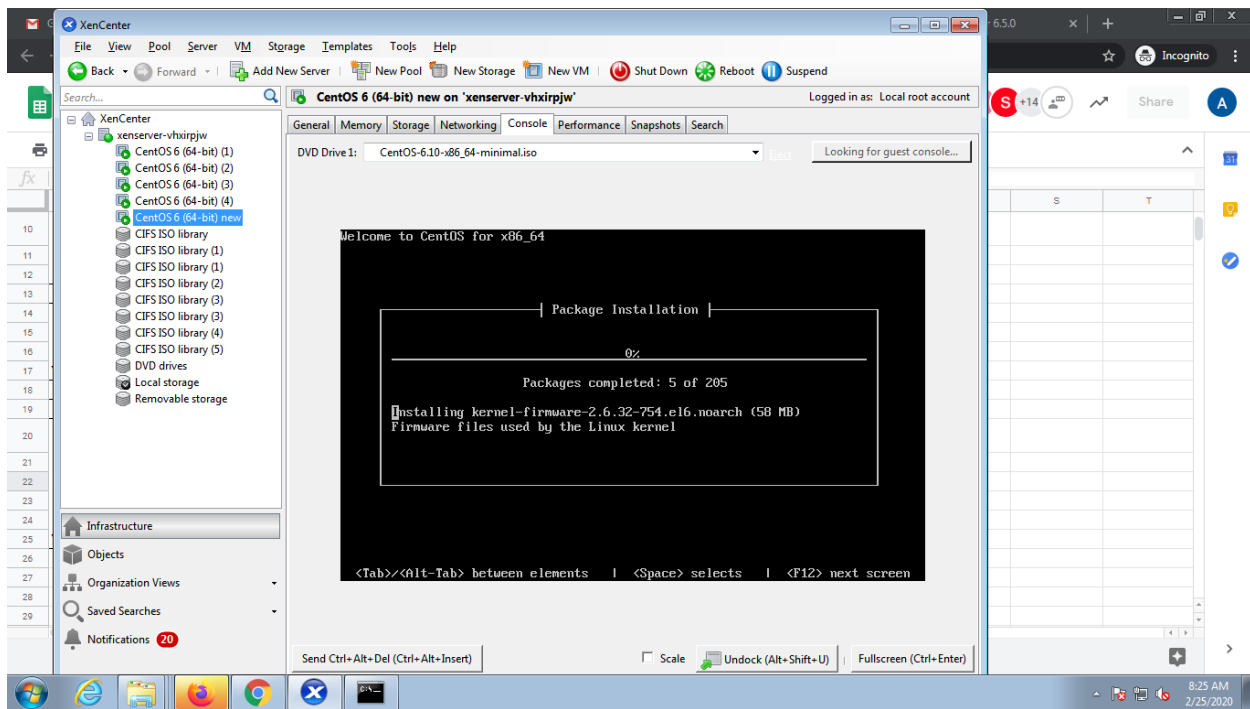 6.5.0
Incognito
XenCenter
File View Pool Server VM Storage Templates Tools Help
Back Forward Add New Server New Pool New Storage New VM Shut Down Reboot Suspend
Search...
CentOS 6 (64-bit) new on 'xenserver-vhxirpjw' Logged in as: Local root account
S +14 Share A
General Memory Storage Networking Console Performance Snapshots Search
DVD Drive 1: CentOS-6.10-x86_64-minimal.iso Eject Looking for guest console...
XenCenter
xenserver-vhxirpjw
CentOS 6 (64-bit) (1)
CentOS 6 (64-bit) (2)
CentOS 6 (64-bit) (3)
CentOS 6 (64-bit) (4)
CentOS 6 (64-bit) new
CIFS ISO library
CIFS ISO library (1)
CIFS ISO library (1)
CIFS ISO library (2)
CIFS ISO library (3)
CIFS ISO library (3)
CIFS ISO library (4)
CIFS ISO library (5)
DVD drives
Local storage
Removable storage
Infrastructure
Objects
Organization Views
Saved Searches
Notifications 20
Welcome to CentOS for x86_64
Package Installation
0%
Packages completed: 5 of 205
Installing kernel-firmware-2.6.32-754.el6.noarch (58 MB)
Firmware files used by the Linux kernel
<Tab>/<Alt-Tab> between elements | <Space> selects | <F12> next screen
Send Ctrl+Alt+Del (Ctrl+Alt+Insert) Scale Undock (Alt+Shift+U) Fullscreen (Ctrl+Enter)
fx
S T
31
10
11
12
13
14
15
16
17
18
19
20
21
22
23
24
25
26
27
28
29
C:\
8:25 AM
2/25/2020